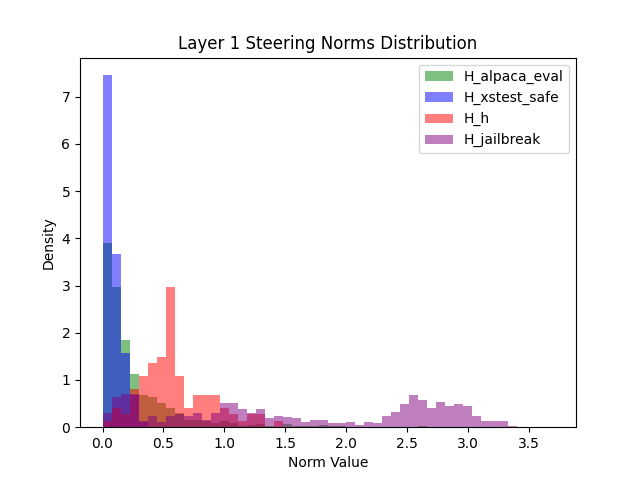 Layer 1 Steering Norms Distribution
H_alpaca_eval
H_xstest_safe
H_h
H_jailbreak
Density
7
6
5
4
3
2
1
0
0.0 0.5 1.0 1.5 2.0 2.5 3.0 3.5
Norm Value